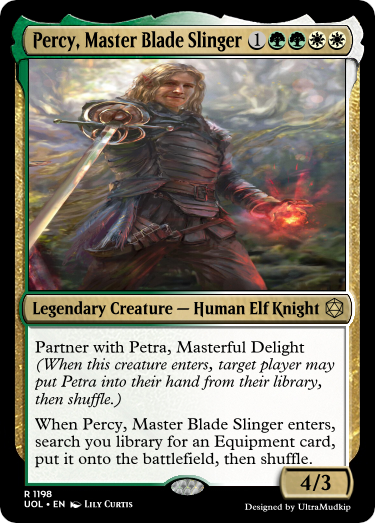 Percy, Master Blade Slinger 1
Legendary Creature — Human Elf Knight
Partner with Petra, Masterful Delight
(When this creature enters, target player may
put Petra into their hand from their library,
then shuffle.)
When Percy, Master Blade Slinger enters,
search you library for an Equipment card,
put it onto the battlefield, then shuffle.
4/3
R 1198
UOL • EN Lily Curtis
Designed by UltraMudkip